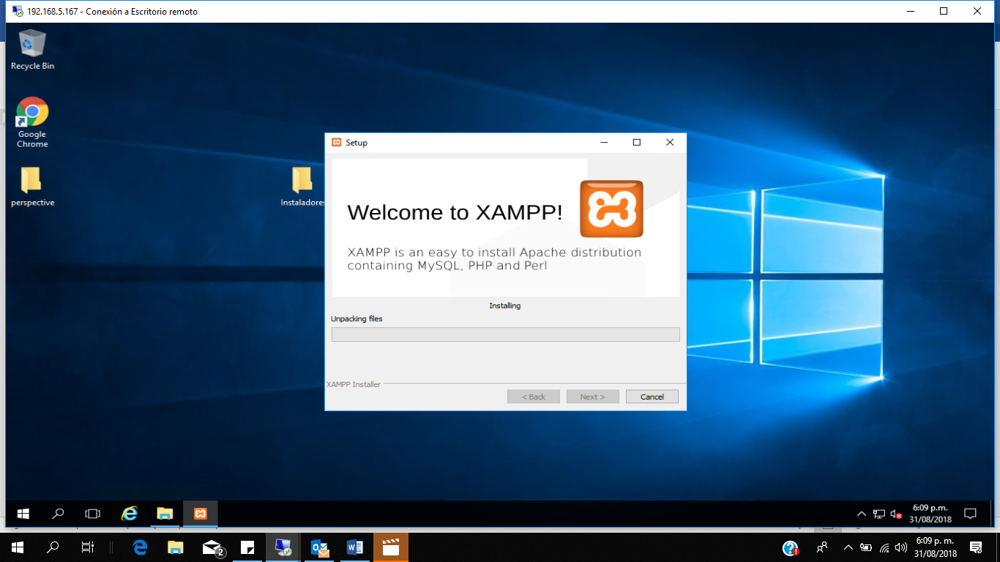 192.168.5.167 - Conexión a Escritorio remoto
Recycle Bin
Google
Chrome
perspective
Instaladores
Setup
Welcome to XAMPP!
XAMPP is an easy to install Apache distribution
containing MySQL, PHP and Perl
Installing
Unpacking files
XAMPP Installer
< Back
Next >
Cancel
6:09 p.m.
31/08/2018
2
6:09 p. m.
31/08/2018